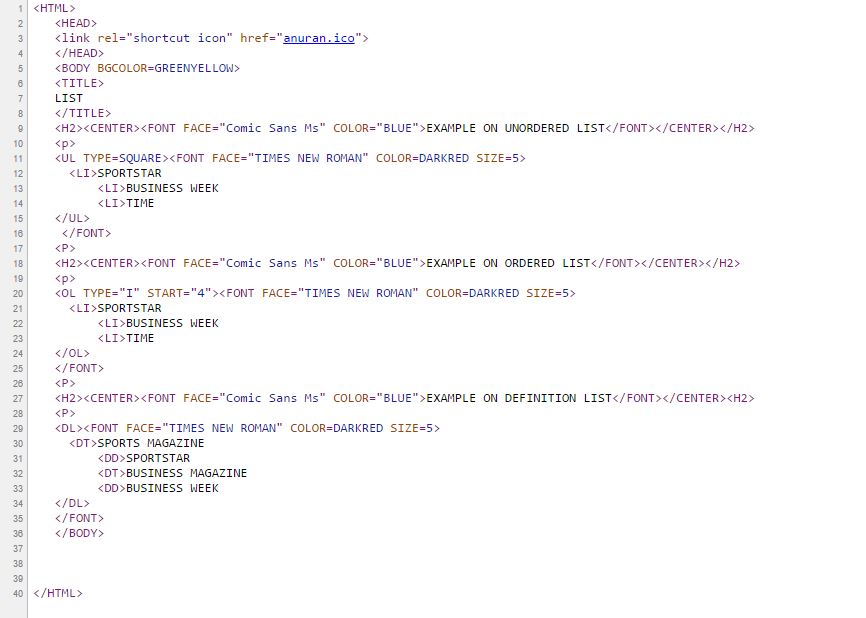 1 <HTML>
2 <HEAD>
3 <link rel="shortcut icon" href="anuran.ico">
4 </HEAD>
5 <BODY BGCOLOR=GREENYELLOW>
6 <TITLE>
7 LIST
8 </TITLE>
9 <H2><CENTER><FONT FACE="Comic Sans Ms" COLOR="BLUE">EXAMPLE ON UNORDERED LIST</FONT></CENTER></H2>
10 <p>
11 <UL TYPE=SQUARE><FONT FACE="TIMES NEW ROMAN" COLOR=DARKRED SIZE=5>
12 <LI>SPORTSTAR
13 <LI>BUSINESS WEEK
14 <LI>TIME
15 </UL>
16 </FONT>
17 <P>
18 <H2><CENTER><FONT FACE="Comic Sans Ms" COLOR="BLUE">EXAMPLE ON ORDERED LIST</FONT></CENTER></H2>
19 <p>
20 <OL TYPE="I" START="4"><FONT FACE="TIMES NEW ROMAN" COLOR=DARKRED SIZE=5>
21 <LI>SPORTSTAR
22 <LI>BUSINESS WEEK
23 <LI>TIME
24 </OL>
25 </FONT>
26 <P>
27 <H2><CENTER><FONT FACE="Comic Sans Ms" COLOR="BLUE">EXAMPLE ON DEFINITION LIST</FONT></CENTER><H2>
28 <P>
29 <DL><FONT FACE="TIMES NEW ROMAN" COLOR=DARKRED SIZE=5>
30 <DT>SPORTS MAGAZINE
31 <DD>SPORTSTAR
32 <DT>BUSINESS MAGAZINE
33 <DD>BUSINESS WEEK
34 </DL>
35 </FONT>
36 </BODY>
37
38
39
40 </HTML>